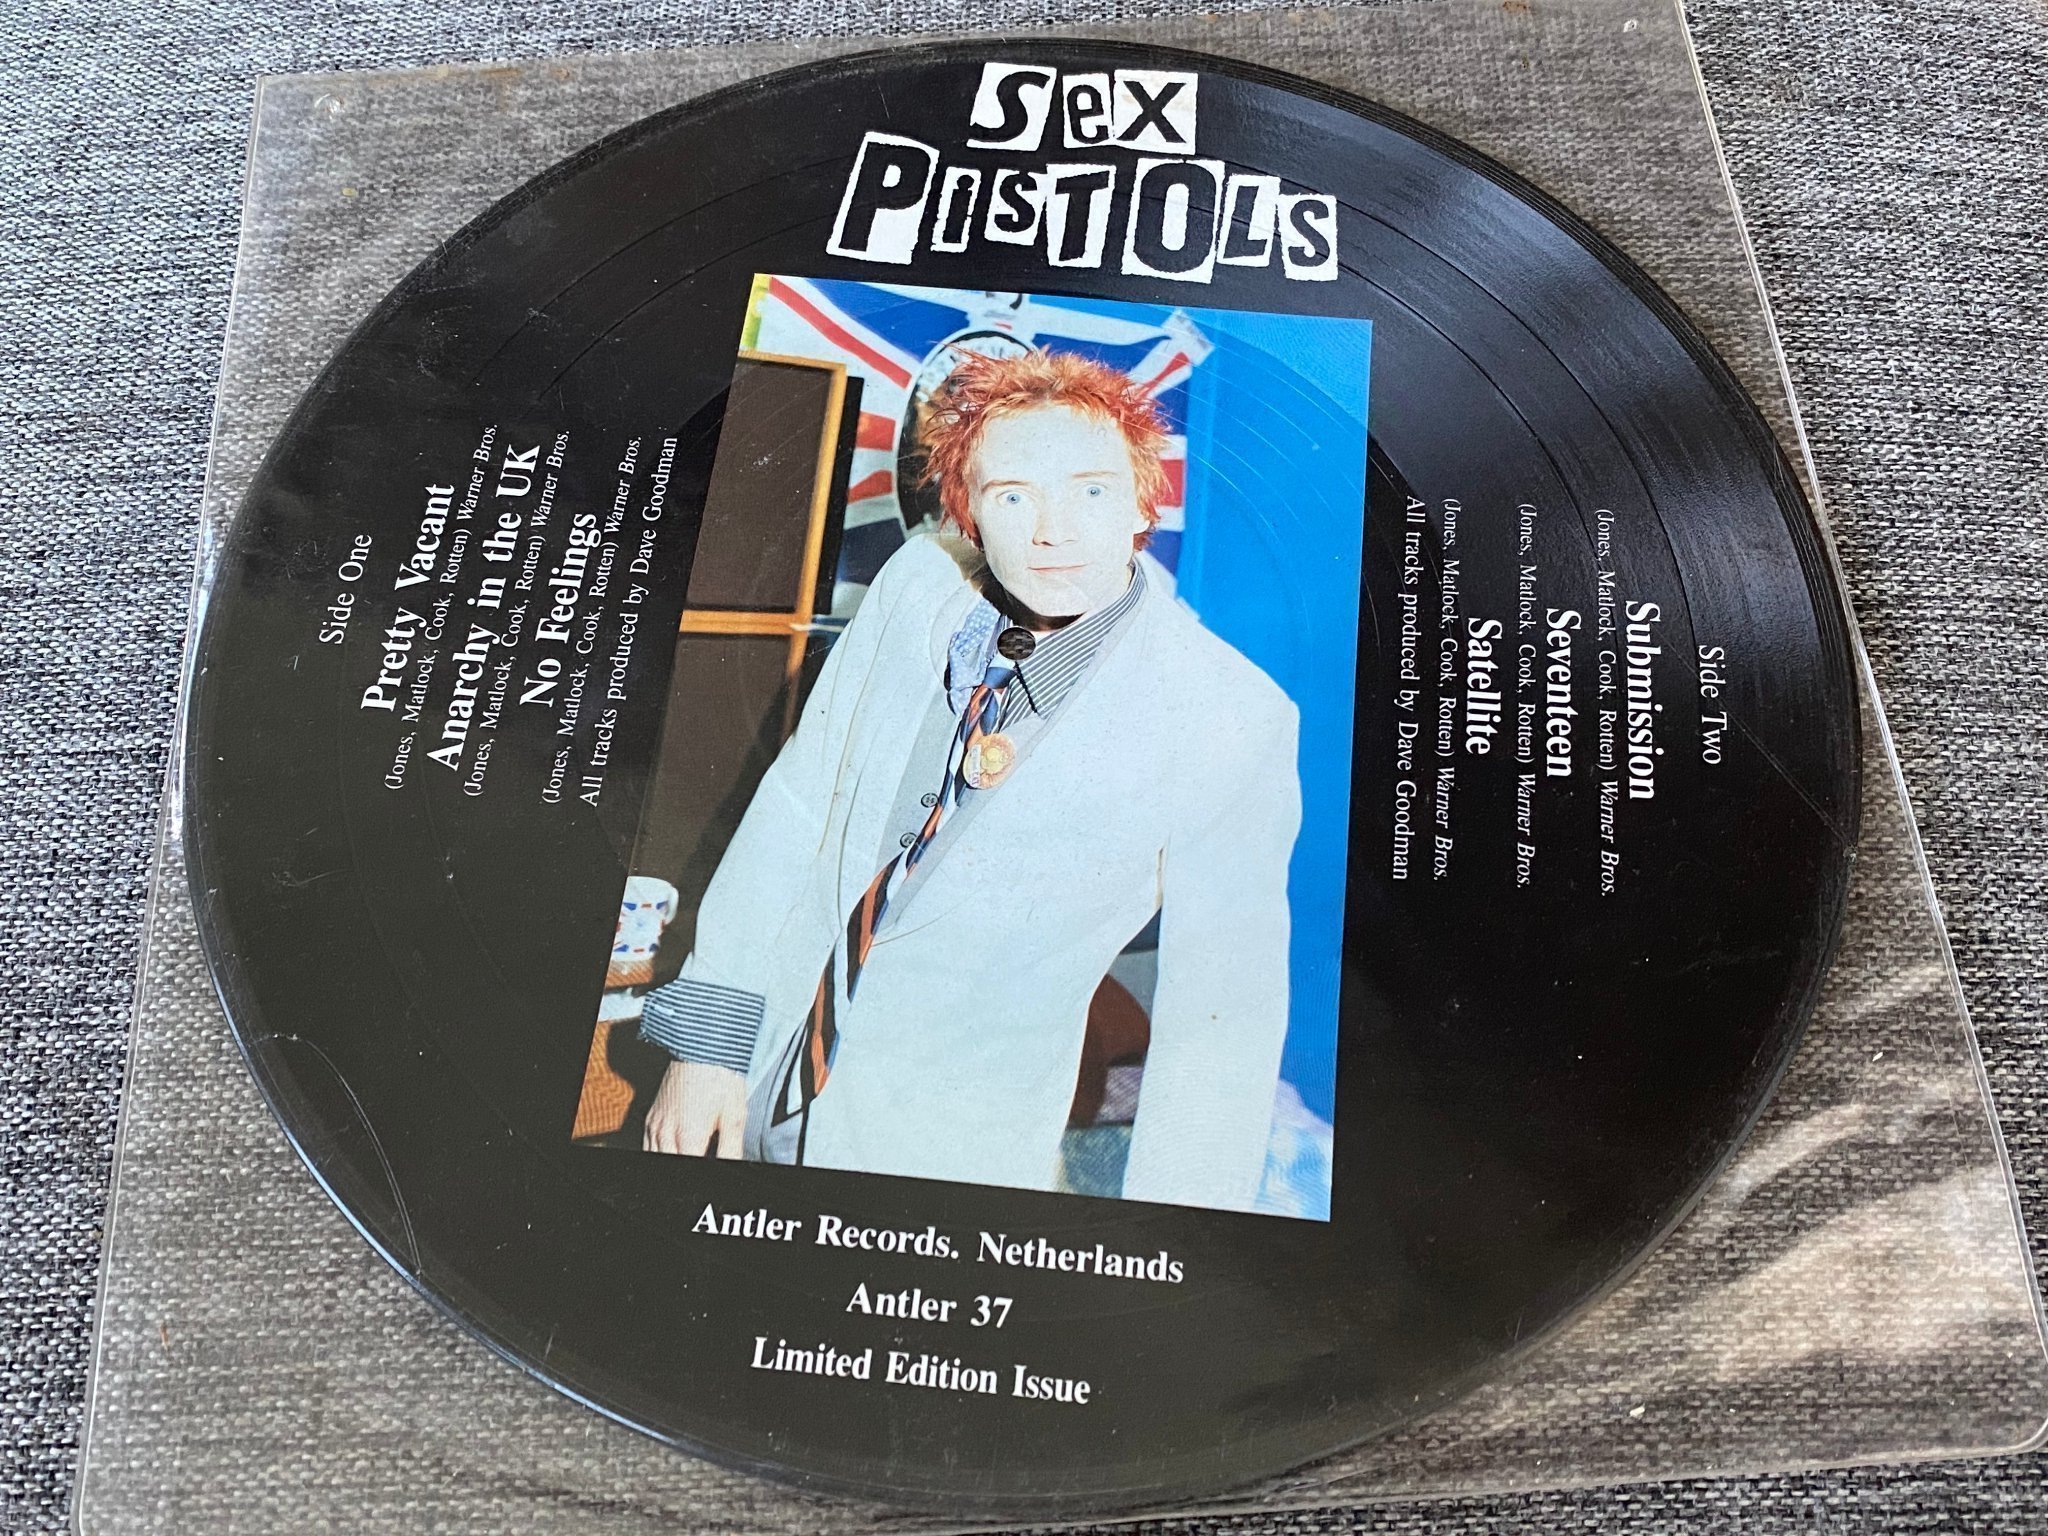 Sex
PISTOLS
Side One
Pretty Vacant
(Jones, Matlock, Cook, Rotten) Warner Bros.
Anarchy in the UK
(Jones, Matlock, Cook, Rotten) Warner Bros.
No Feelings
(Jones, Matlock, Cook, Rotten) Warner Bros.
All tracks produced by Dave Goodman
Side Two
Submission
(Jones, Matlock, Cook, Rotten) Warner Bros.
Seventeen
(Jones, Matlock, Cook, Rotten) Warner Bros.
Satellite
(Jones, Matlock, Cook, Rotten) Warner Bros.
All tracks produced by Dave Goodman
Antler Records. Netherlands
Antler 37
Limited Edition Issue